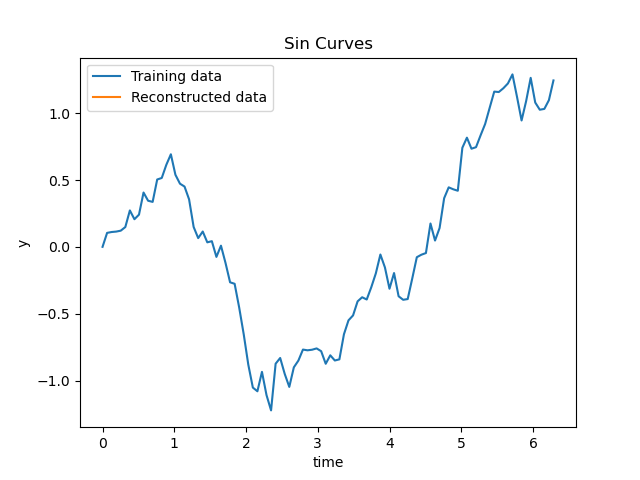 Sin Curves
Training data
Reconstructed data
1.0
0.5
0.0
−0.5
−1.0
y
0 1 2 3 4 5 6
time